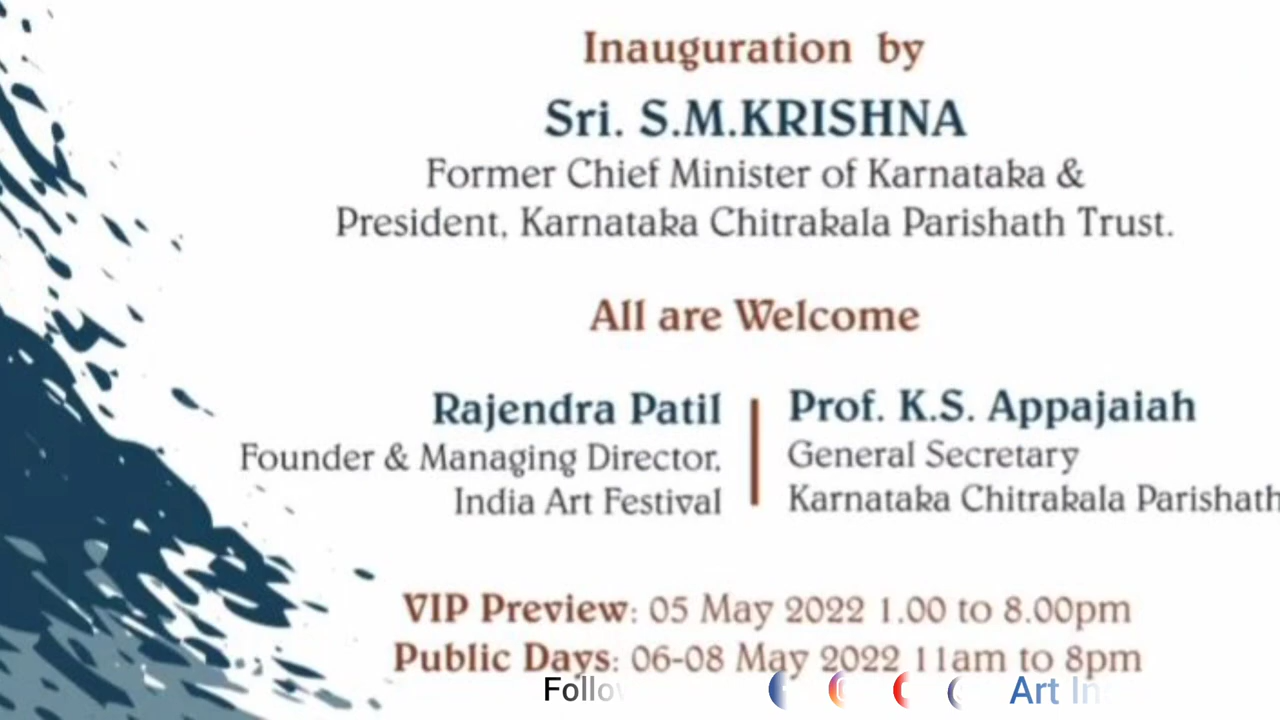 Inauguration by
Sri. S.M.KRISHNA
Former Chief Minister of Karnataka &
President, Karnataka Chitrakala Parishath Trust.
All are Welcome
Rajendra Patil
Founder & Managing Director,
India Art Festival
Prof. K.S. Appajaiah
General Secretary
Karnataka Chitrakala Parishath
VIP Preview: 05 May 2022 1.00 to 8.00pm
Public Days: 06-08 May 2022 11am to 8pm
Art